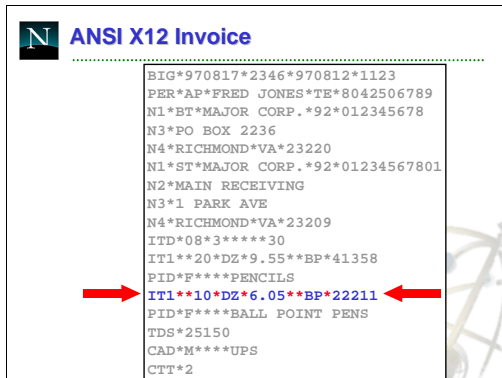 N ANSI X12 Invoice
BIG*970817*2346*970812*1123
PER*AP*FRED JONES*TE*8042506789
N1*BT*MAJOR CORP.*92*012345678
N3*PO BOX 2236
N4*RICHMOND*VA*23220
N1*ST*MAJOR CORP.*92*01234567801
N2*MAIN RECEIVING
N3*1 PARK AVE
N4*RICHMOND*VA*23209
ITD*08*3*****30
IT1**20*DZ*9.55**BP*41358
PID*F****PENCILS
IT1**10*DZ*6.05**BP*22211
PID*F****BALL POINT PENS
TDS*25150
CAD*M****UPS
CTT*2